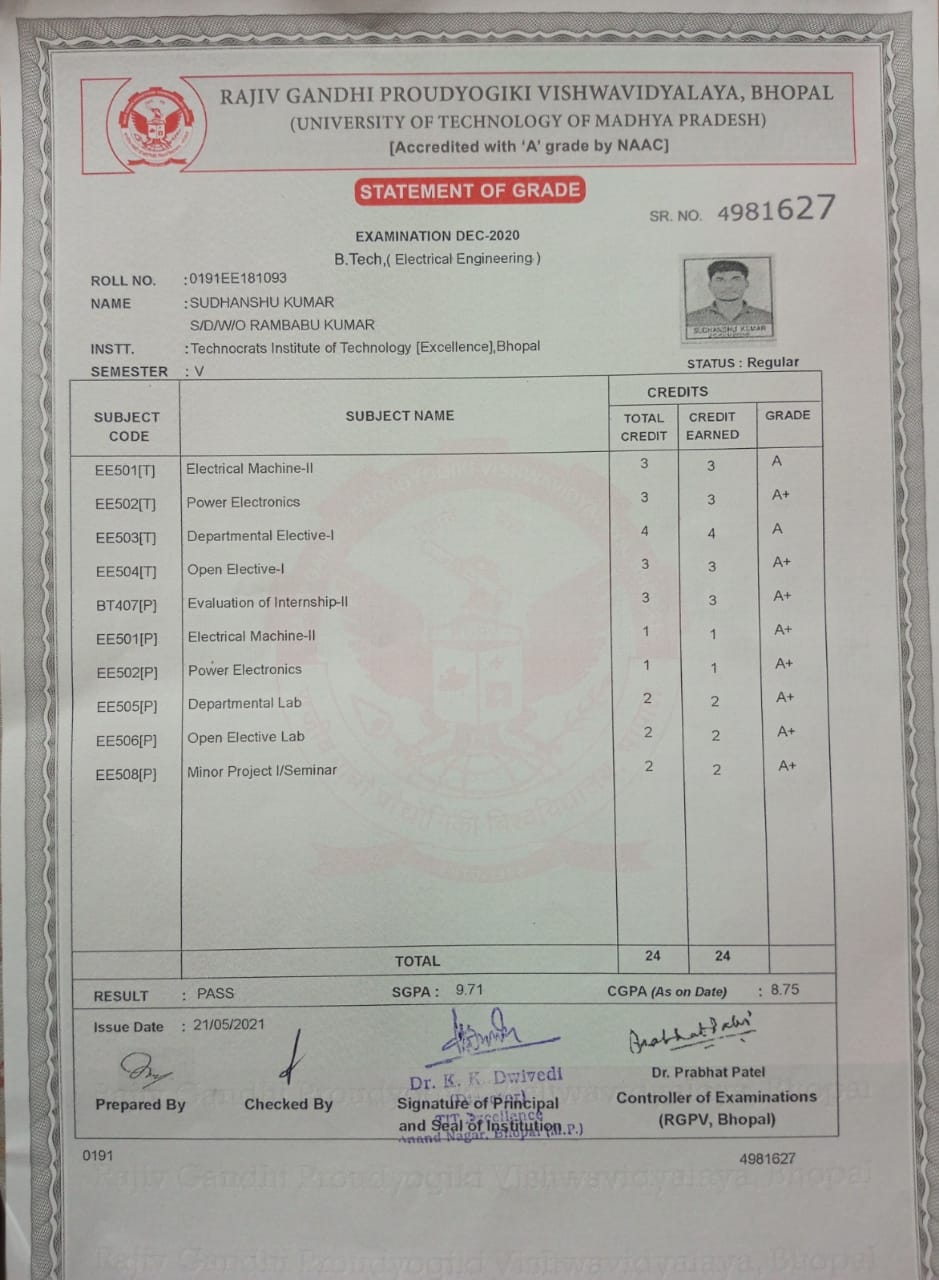 RAJIV GANDHI PROUDYOGIKI VISHWAVIDYALAYA, BHOPAL
(UNIVERSITY OF TECHNOLOGY OF MADHYA PRADESH)
[Accredited with 'A' grade by NAAC]
STATEMENT OF GRADE
SR. NO. 4981627
EXAMINATION DEC-2020
B.Tech,( Electrical Engineering )
ROLL NO. :0191EE181093
NAME :SUDHANSHU KUMAR
S/D/W/O RAMBABU KUMAR
SUDHANSHU KUMAR
INSTT. :Technocrats Institute of Technology [Excellence],Bhopal
STATUS : Regular
SEMESTER : V
SUBJECT CODE SUBJECT NAME CREDITS
TOTAL CREDIT CREDIT EARNED GRADE
EE501[T] Electrical Machine-II 3 3 A
EE502[T] Power Electronics 3 3 A+
EE503[T] Departmental Elective-I 4 4 A
EE504[T] Open Elective-I 3 3 A+
BT407[P] Evaluation of Internship-II 3 3 A+
EE501[P] Electrical Machine-II 1 1 A+
EE502[P] Power Electronics 1 1 A+
EE505[P] Departmental Lab 2 2 A+
EE506[P] Open Elective Lab 2 2 A+
EE508[P] Minor Project I/Seminar 2 2 A+
TOTAL 24 24
RESULT : PASS SGPA : 9.71 CGPA (As on Date) : 8.75
Issue Date : 21/05/2021
Dr. K. K. Dwivedi
Dr. Prabhat Patel
Prepared By Checked By Signature of Principal Controller of Examinations
and Seal of Institution (RGPV, Bhopal)
TIT, Excellence
Anand Nagar, Bhopal (M.P.)
0191 4981627
Rajiv Gandhi Proudyogiki Vishwavidyalaya, Bhopal
Rajiv Gandhi Proudyogiki Vishwavidyalaya, Bhopal